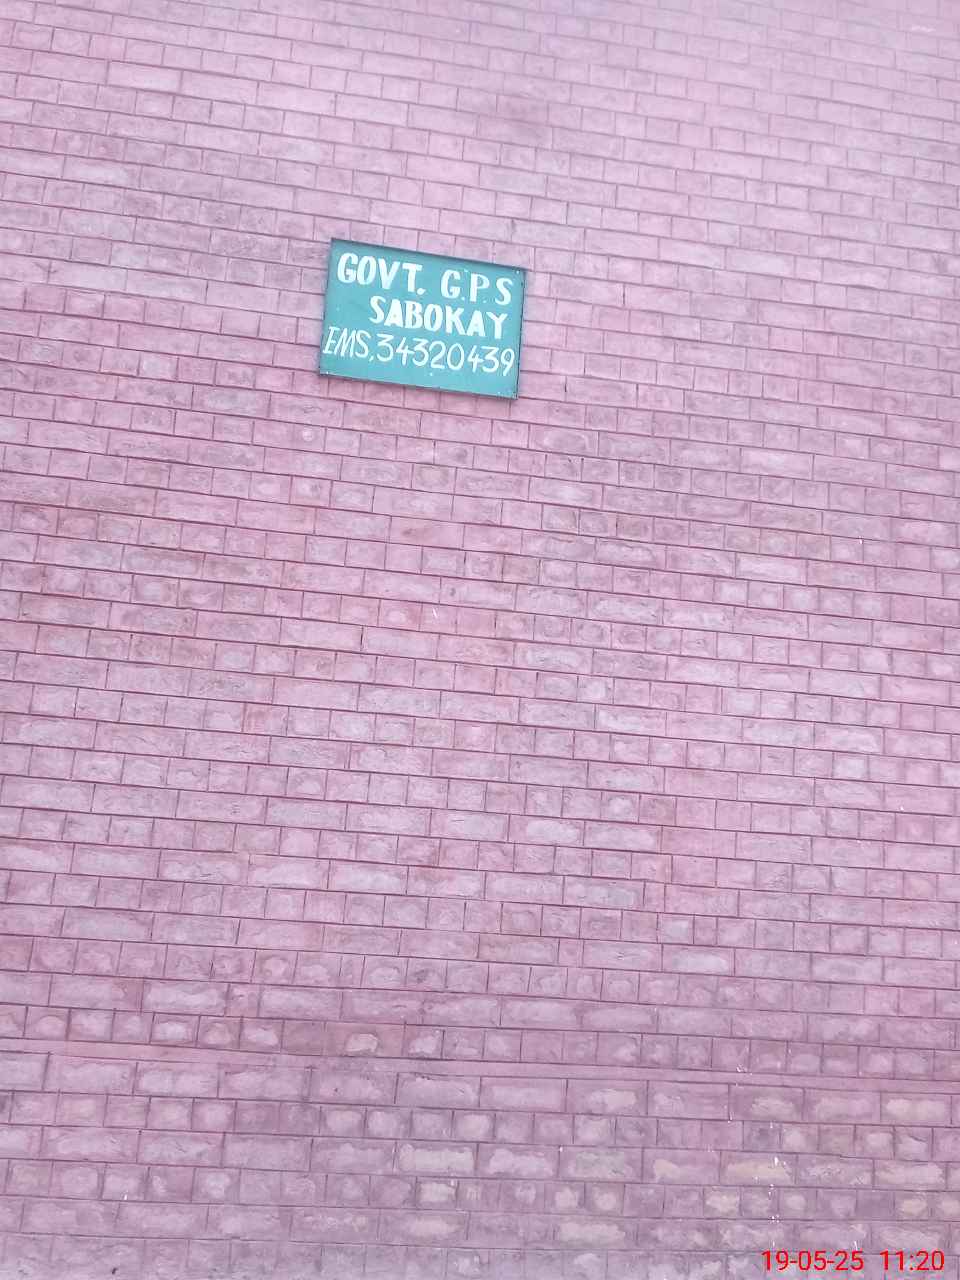 GOVT. G.P.S
SABOKAY
EMS,34320439
19-05-25 11:20